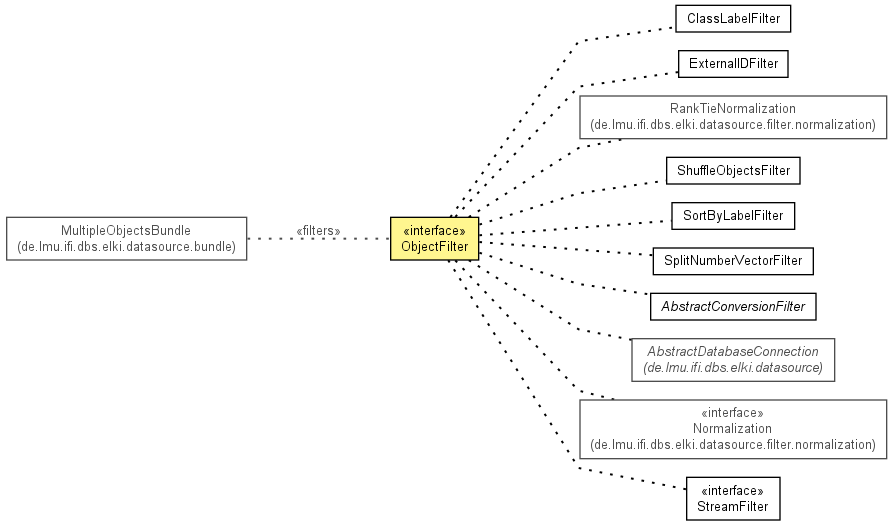 ClassLabelFilter
ExternalIDFilter
RankTieNormalization
(de.lmu.ifi.dbs.elki.datasource.filter.normalization)
ShuffleObjectsFilter
SortByLabelFilter
MultipleObjectsBundle
(de.lmu.ifi.dbs.elki.datasource.bundle)
«filters»
«interface»
ObjectFilter
SplitNumberVectorFilter
AbstractConversionFilter
AbstractDatabaseConnection
(de.lmu.ifi.dbs.elki.datasource)
«interface»
Normalization
(de.lmu.ifi.dbs.elki.datasource.filter.normalization)
«interface»
StreamFilter